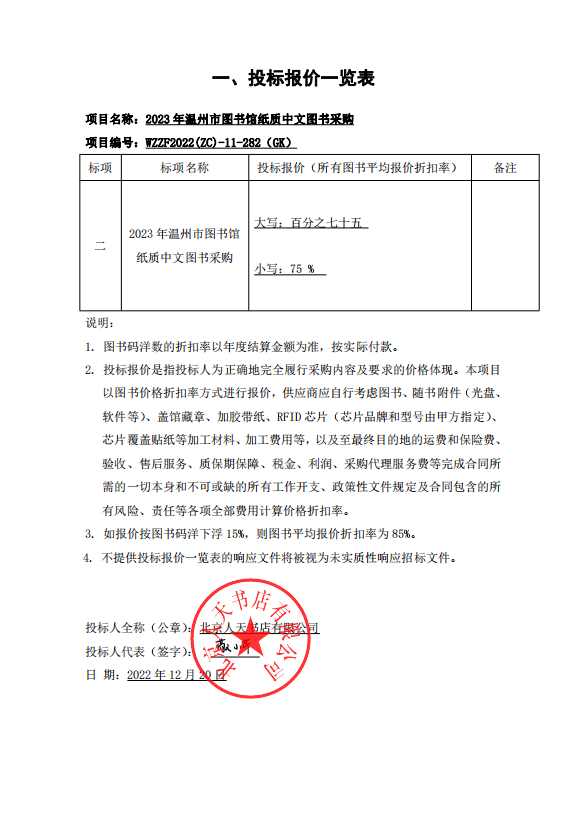 一、投标报价一览表
项目名称：2023年温州市图书馆纸质中文图书采购
项目编号：WZZF2022(ZC)-11-282（GK）
标项 标项名称 投标报价（所有图书平均报价折扣率） 备注
二 2023年温州市图书馆纸质中文图书采购
大写：百分之七十五
小写：75 %
说明：
1. 图书码洋数的折扣率以年度结算金额为准，按实际付款。
2. 投标报价是指投标人为正确地完全履行采购内容及要求的价格体现。本项目
以图书价格折扣率方式进行报价，供应商应自行考虑图书、随书附件（光盘、
软件等）、盖馆藏章、加胶带纸、RFID芯片（芯片品牌和型号由甲方指定）、
芯片覆盖贴纸等加工材料、加工费用等，以及至最终目的地的运费和保险费、
验收、售后服务、质保期保障、税金、利润、采购代理服务费等完成合同所
需的一切本身和不可或缺的所有工作开支、政策性文件规定及合同包含的所
有风险、责任等各项全部费用计算价格折扣率。
3. 如报价按图书码洋下浮15%，则图书平均报价折扣率为85%。
4. 不提供投标报价一览表的响应文件将被视为未实质性响应招标文件。
投标人全称（公章）：北京人天书店有限公司
投标人代表（签字）：
日 期：2022年12月20日
北京人天书店有限公司